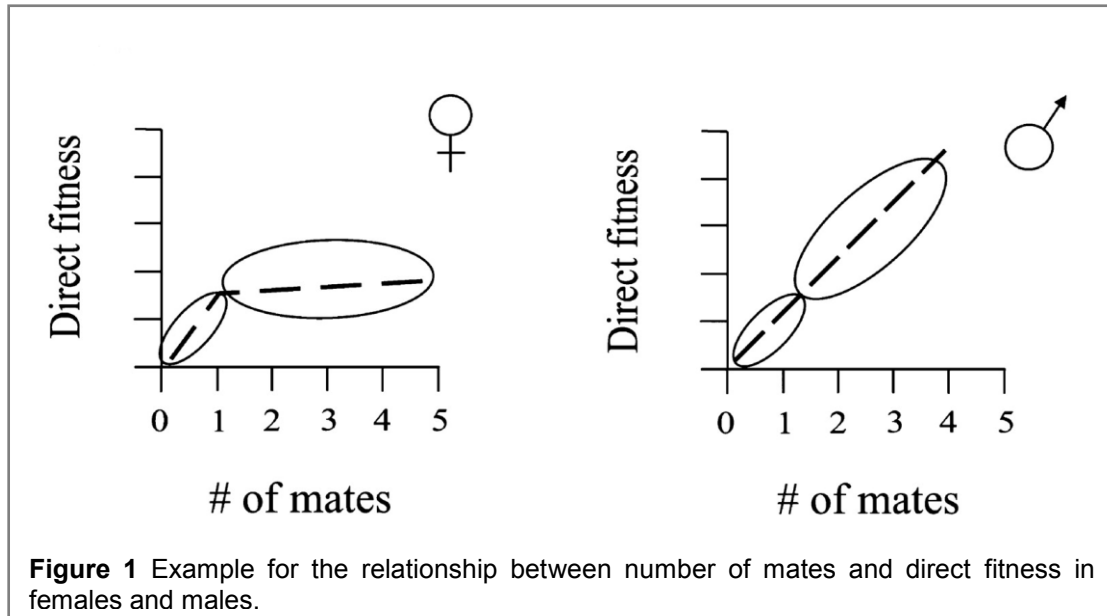 Direct fitness
0 1 2 3 4 5
# of mates
Direct fitness
0 1 2 3 4 5
# of mates
Figure 1 Example for the relationship between number of mates and direct fitness in
females and males.